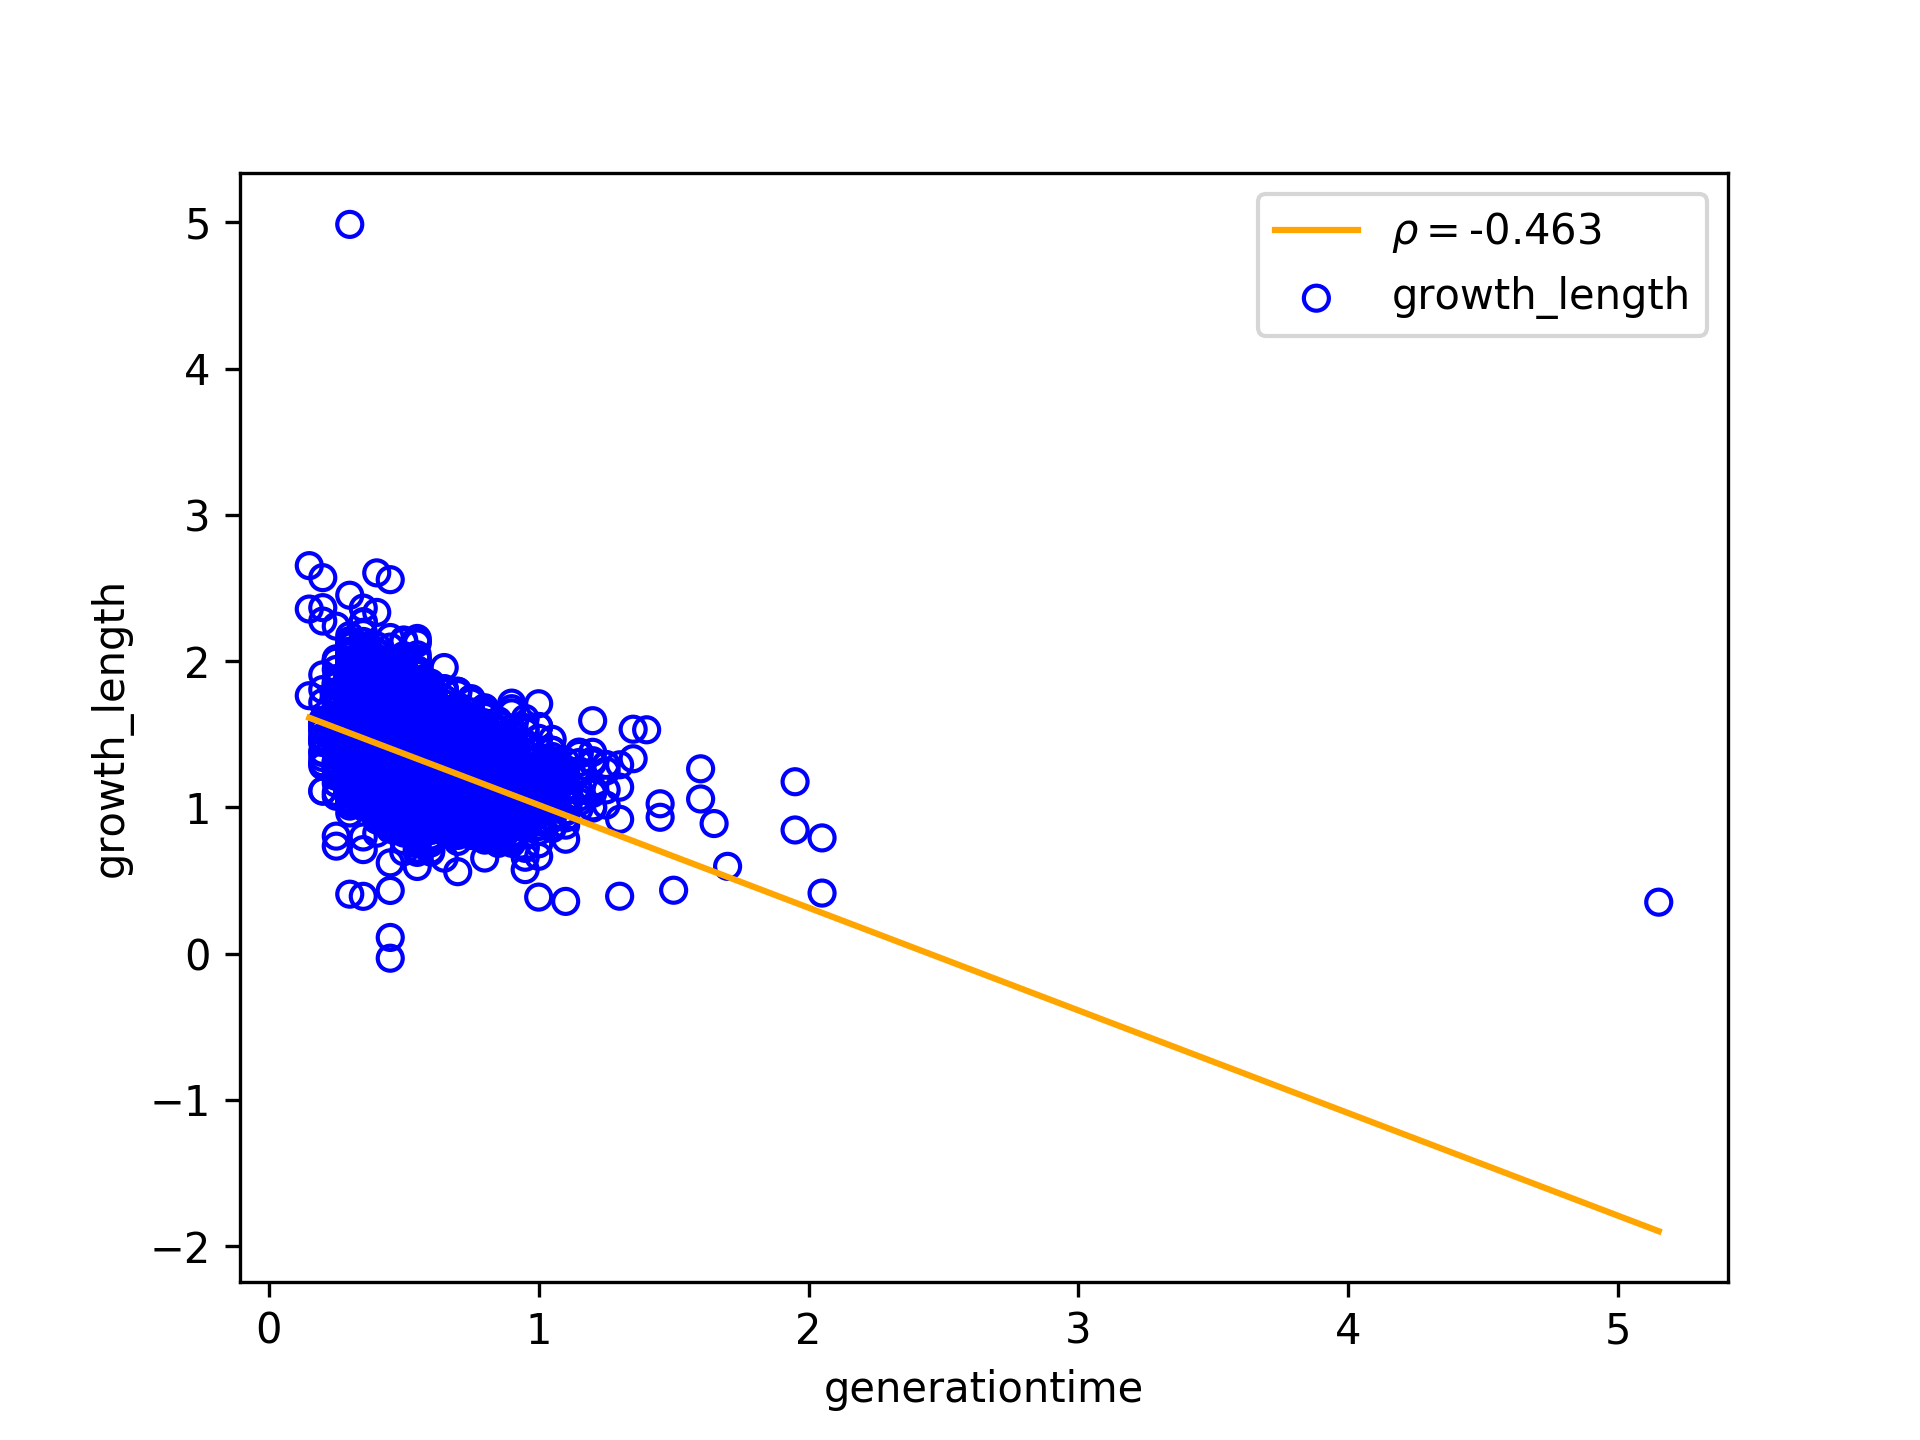 ρ = -0.463
growth_length
5
4
3
2
1
0
−1
−2
growth_length
0 1 2 3 4 5
generationtime